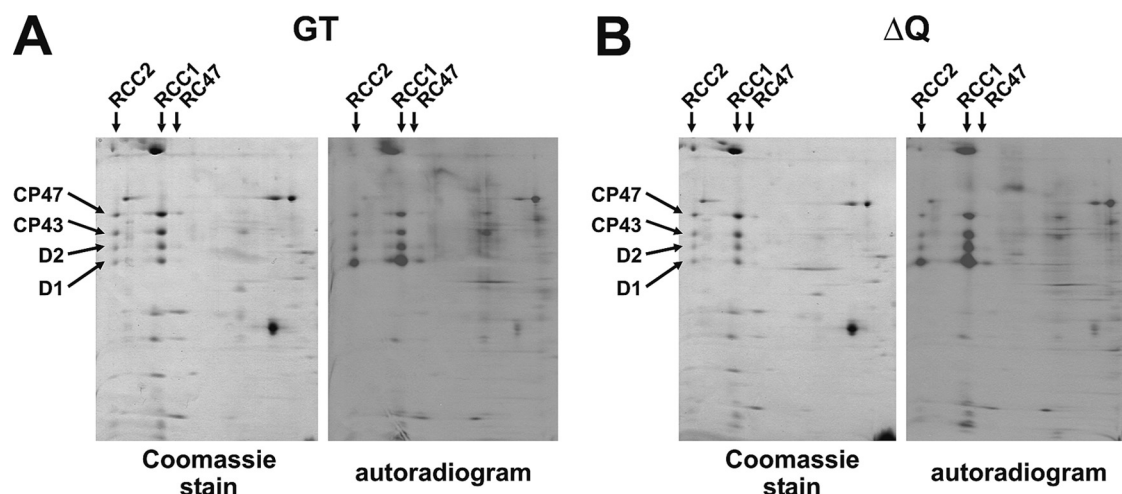 A
GT
RCC2
RCC1
RC47
RCC2
RCC1
RC47
CP47
CP43
D2
D1
Coomassie
stain
autoradiogram
B
ΔQ
RCC2
RCC1
RC47
RCC2
RCC1
RC47
CP47
CP43
D2
D1
Coomassie
stain
autoradiogram